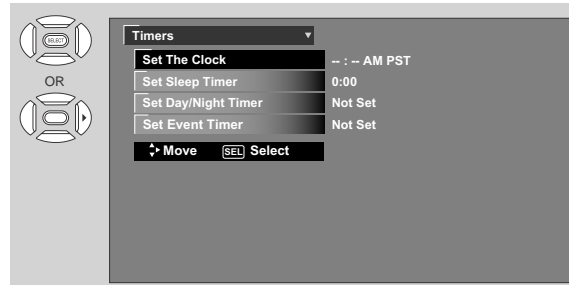 SELECT
OR
Timers
Set The Clock -- : -- AM PST
Set Sleep Timer 0:00
Set Day/Night Timer Not Set
Set Event Timer Not Set
Move SEL Select